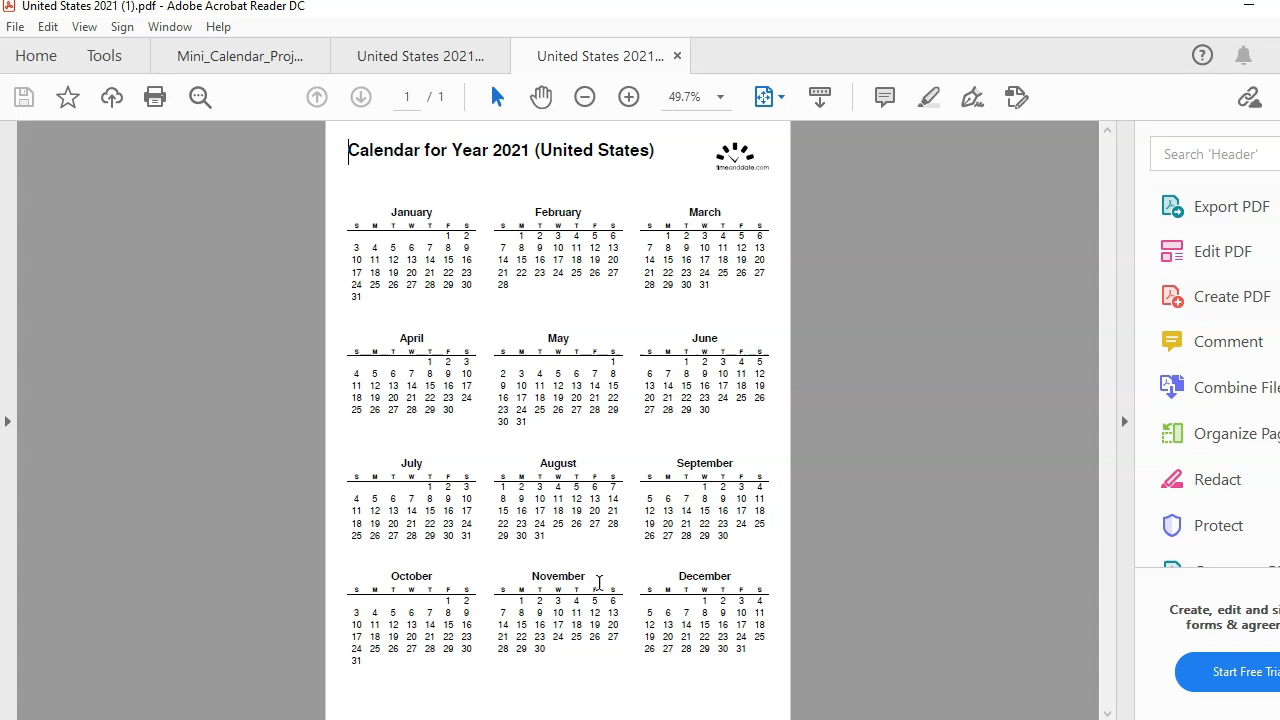 United States 2021 (1).pdf - Adobe Acrobat Reader DC
File Edit View Sign Window Help
Home Tools Mini_Calendar_Proj... United States 2021... United States 2021...
1 / 1 49.7%
Calendar for Year 2021 (United States)
timeanddate.com
January February March
S M T W T F S S M T W T F S S M T W T F S
1 2 1 2 3 4 5 6 1 2 3 4 5 6
3 4 5 6 7 8 9 7 8 9 10 11 12 13 7 8 9 10 11 12 13
10 11 12 13 14 15 16 14 15 16 17 18 19 20 14 15 16 17 18 19 20
17 18 19 20 21 22 23 21 22 23 24 25 26 27 21 22 23 24 25 26 27
24 25 26 27 28 29 30 28 28 29 30 31
31
April May June
S M T W T F S S M T W T F S S M T W T F S
1 2 3 1 1 2 3 4 5
4 5 6 7 8 9 10 2 3 4 5 6 7 8 6 7 8 9 10 11 12
11 12 13 14 15 16 17 9 10 11 12 13 14 15 13 14 15 16 17 18 19
18 19 20 21 22 23 24 16 17 18 19 20 21 22 20 21 22 23 24 25 26
25 26 27 28 29 30 23 24 25 26 27 28 29 27 28 29 30
30 31
July August September
S M T W T F S S M T W T F S S M T W T F S
1 2 3 1 2 3 4 5 6 7 1 2 3 4
4 5 6 7 8 9 10 8 9 10 11 12 13 14 5 6 7 8 9 10 11
11 12 13 14 15 16 17 15 16 17 18 19 20 21 12 13 14 15 16 17 18
18 19 20 21 22 23 24 22 23 24 25 26 27 28 19 20 21 22 23 24 25
25 26 27 28 29 30 31 29 30 31 26 27 28 29 30
October November December
S M T W T F S S M T W T F S S M T W T F S
1 2 1 2 3 4 5 6 1 2 3 4
3 4 5 6 7 8 9 7 8 9 10 11 12 13 5 6 7 8 9 10 11
10 11 12 13 14 15 16 14 15 16 17 18 19 20 12 13 14 15 16 17 18
17 18 19 20 21 22 23 21 22 23 24 25 26 27 19 20 21 22 23 24 25
24 25 26 27 28 29 30 28 29 30 26 27 28 29 30 31
31
Search 'Header'
Export PDF
Edit PDF
Create PDF
Comment
Combine File
Organize Pag
Redact
Protect
Create, edit and si
forms & agreer
Start Free Tria